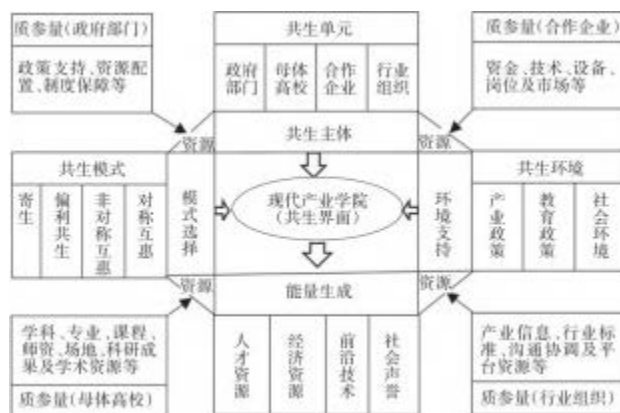 质参量(政府部门)
政策支持、资源配
置、制度保障等
共生单元
政府部门
母体高校
合作企业
行业组织
共生主体
质参量(合作企业)
资金、技术、设备、
岗位及市场等
资源
资源
共生模式
寄生
偏利共生
非对称互惠
对称互惠
模式选择
现代产业学院
(共生界面)
环境支持
共生环境
产业政策
教育政策
社会环境
资源
资源
能量生成
人才资源
经济资源
前沿技术
社会声誉
学科、专业、课程、
师资、场地、科研成
果及学术资源等
质参量(母体高校)
产业信息、行业标
准、沟通协调及平
台资源等
质参量(行业组织)